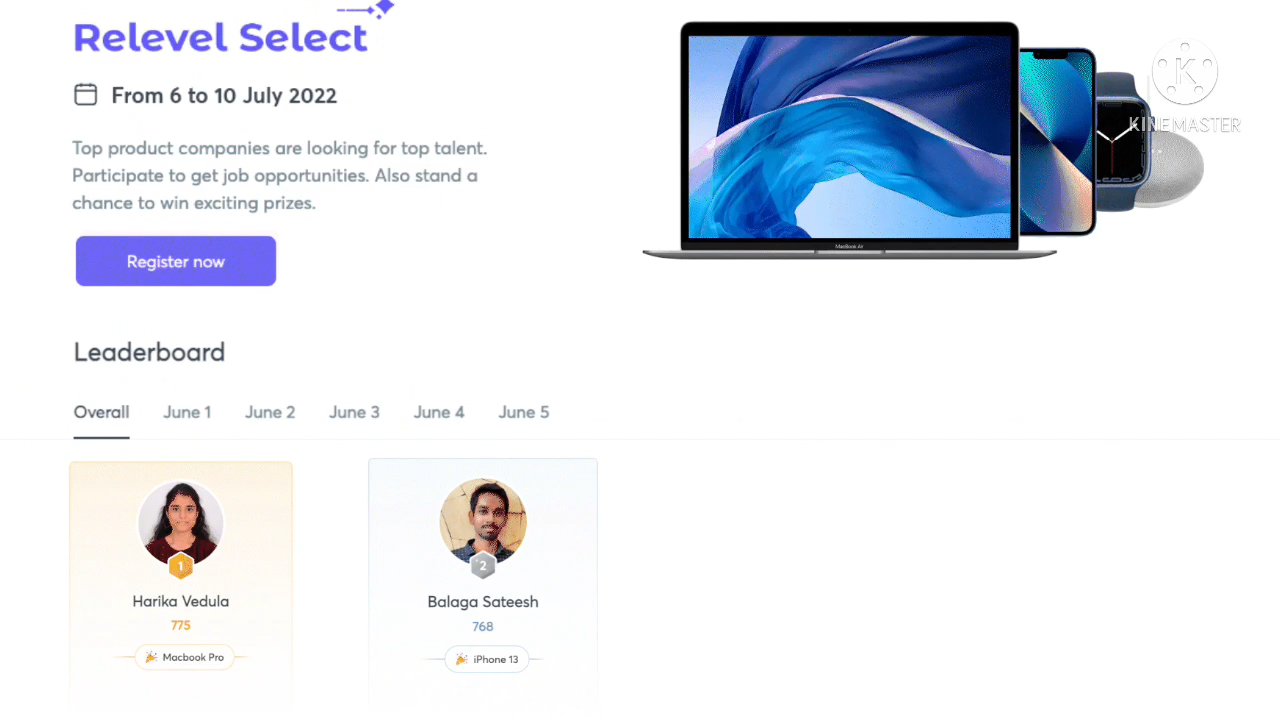 Relevel Select
From 6 to 10 July 2022
Top product companies are looking for top talent.
Participate to get job opportunities. Also stand a
chance to win exciting prizes.
Register now
MacBook Air
K
KINEMASTER
Leaderboard
Overall June 1 June 2 June 3 June 4 June 5
1
Harika Vedula
775
Macbook Pro
2
Balaga Sateesh
768
iPhone 13